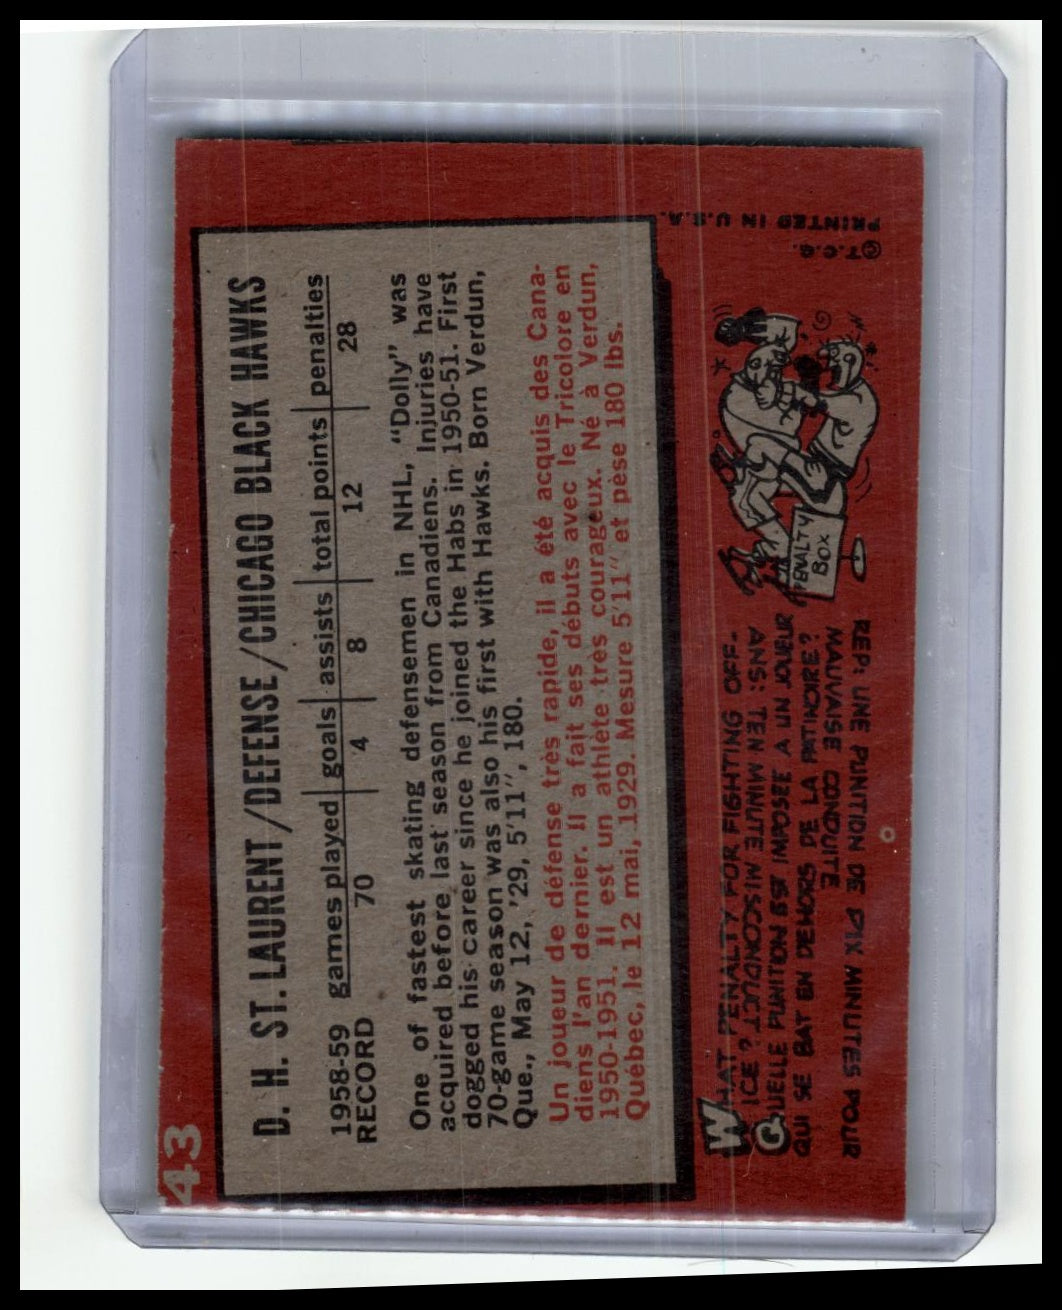 43
D. H. ST. LAURENT/DEFENSE/CHICAGO BLACK HAWKS
1958-59 games played goals assists total points penalties
RECORD 70 4 8 12 28
One of fastest skating defensemen in NHL, "Dolly" was
acquired before last season from Canadiens. Injuries have
dogged his career since he joined the Habs in 1950-51. First
70-game season was also his first with Hawks. Born Verdun,
Que., May 12, '29, 5'11", 180.
Un joueur de défense très rapide, il a été acquis des Cana-
diens l'an dernier. Il a fait ses débuts avec le Tricolore en
1950-1951. Il est un athlète très courageux. Né à Verdun,
Québec, le 12 mai, 1929. Mesure 5'11" et pèse 180 lbs.
WHAT PENALTY FOR FIGHTING OFF-
ICE? ANS: TEN MINUTE MISCONDUCT.
QUELLE PUNITION EST IMPOSEE A UN JOUEUR
QUI SE BAT EN DEHORS DE LA PATINOIRE?
REP: UNE PUNITION DE DIX MINUTES POUR
MAUVAISE CONDUITE
PENALTY
BOX
©T.C.G.
PRINTED IN U.S.A.